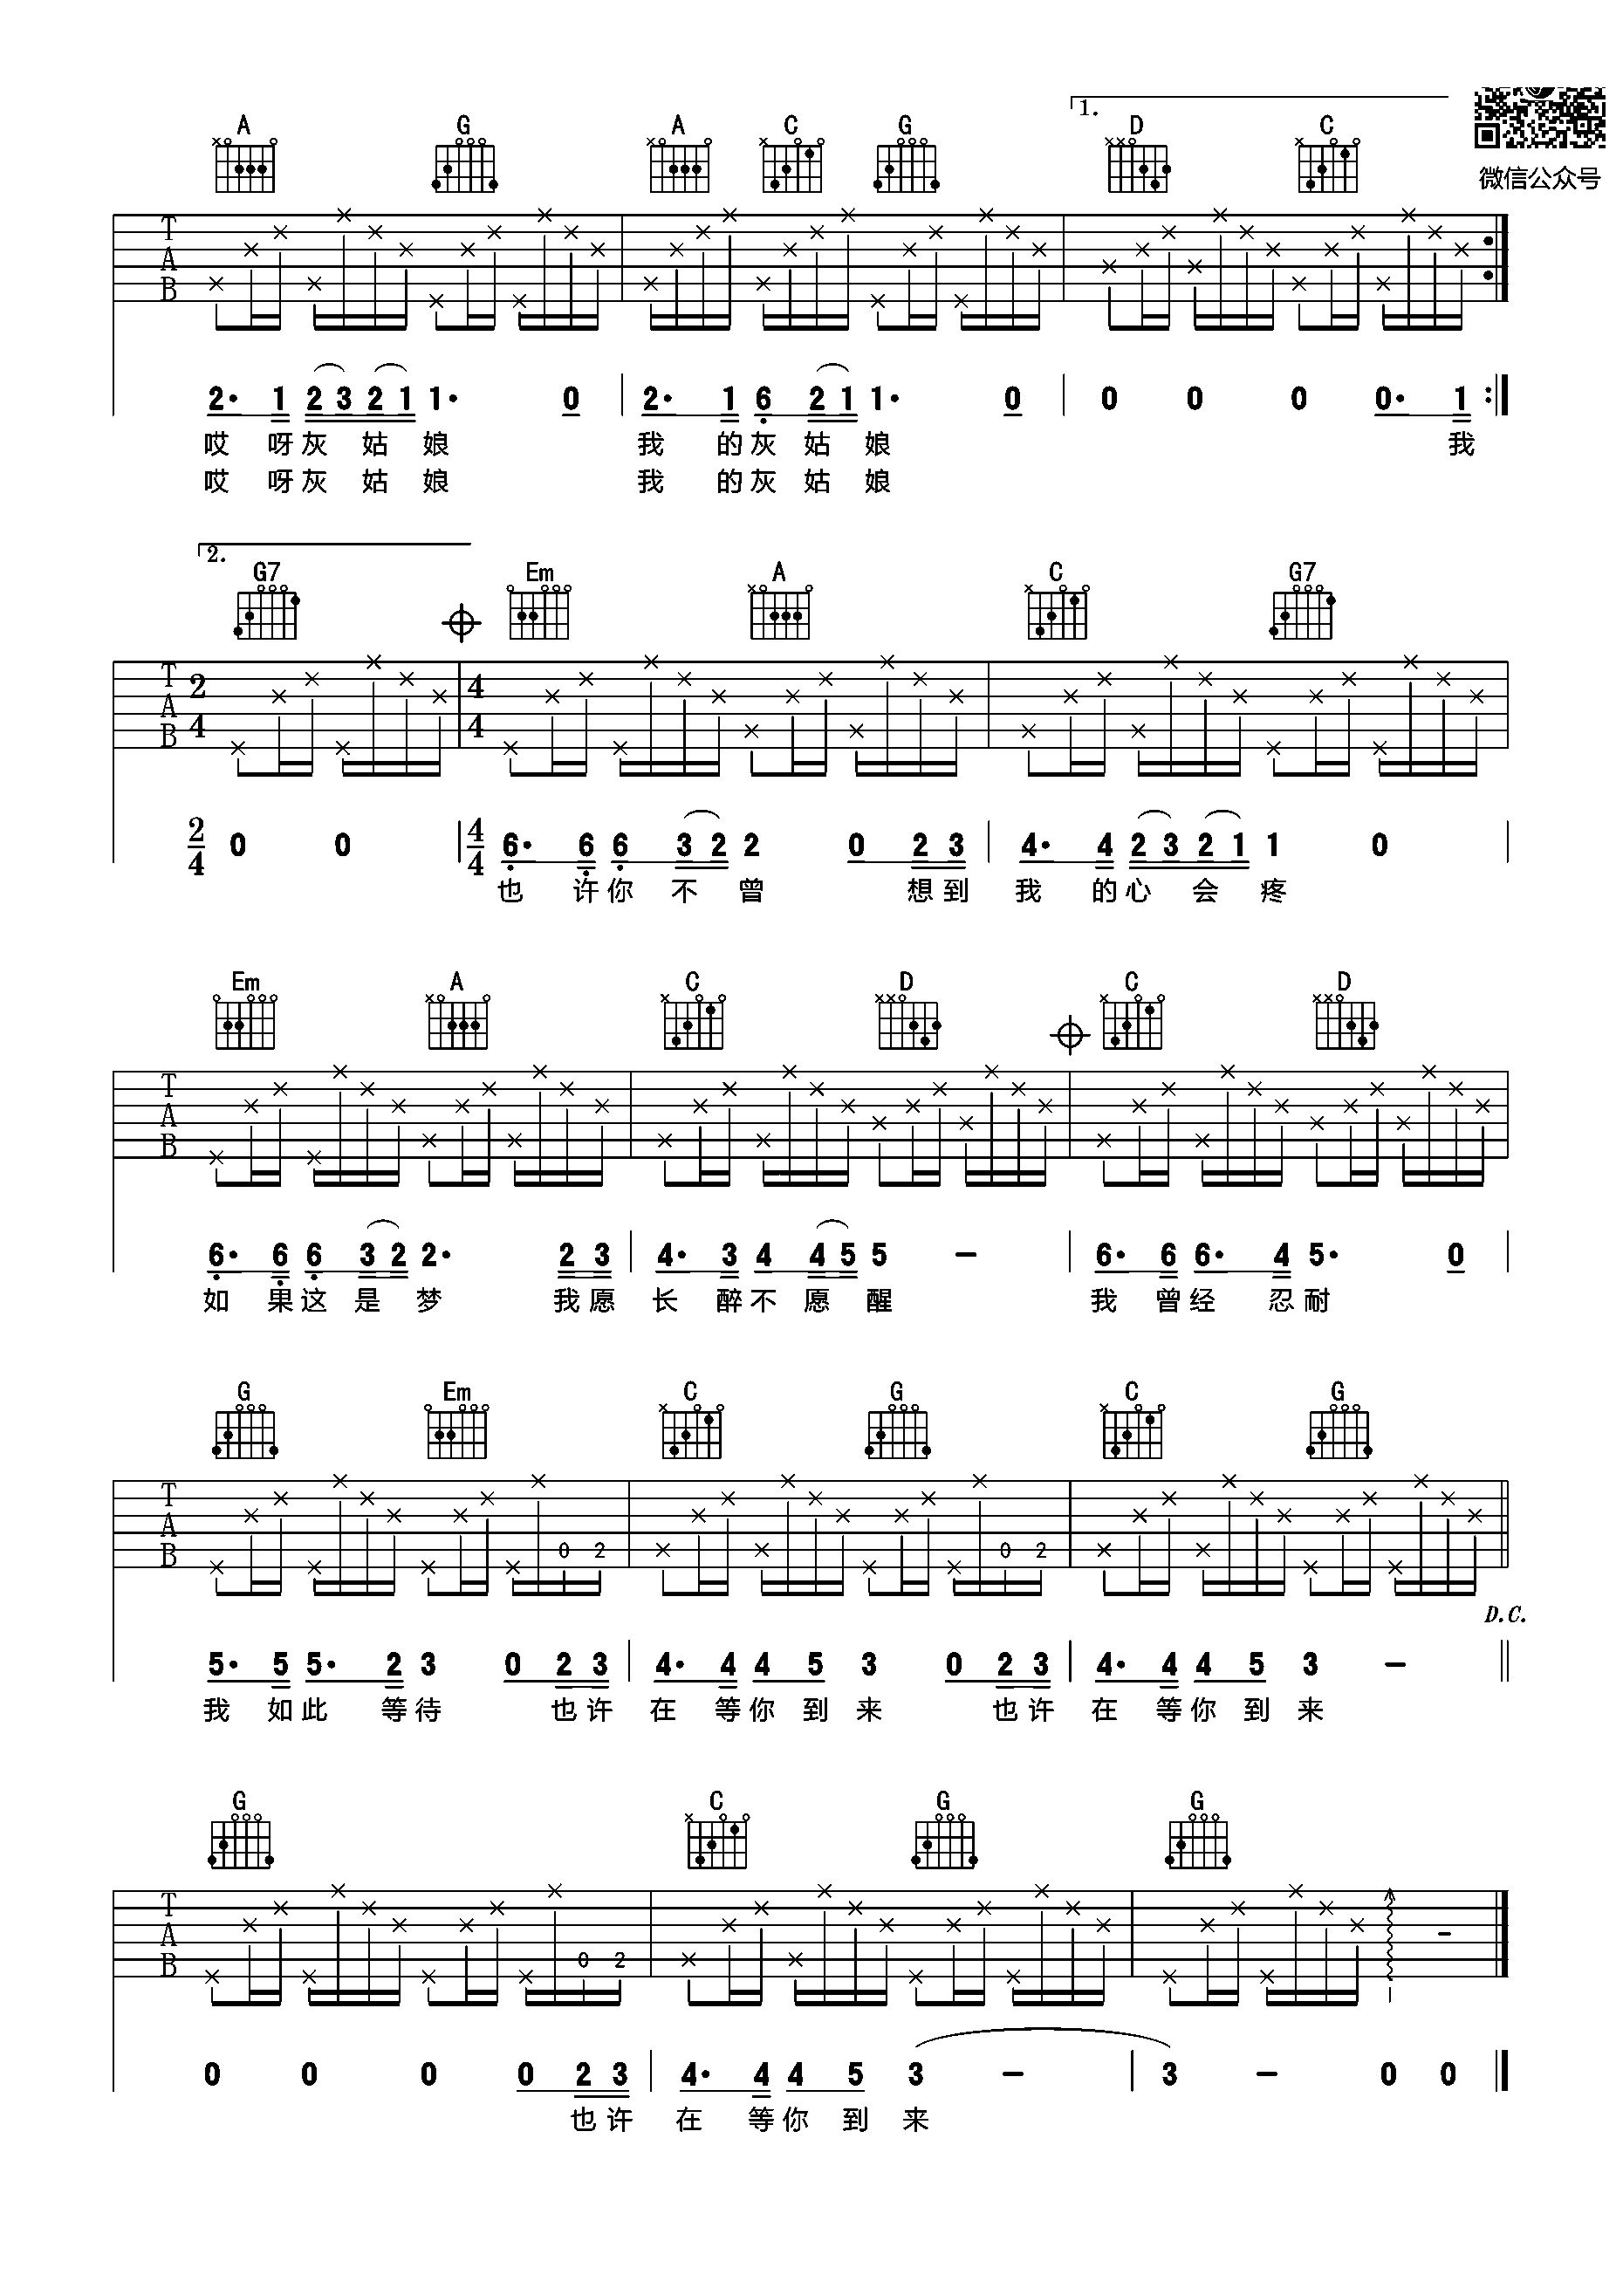 1.
A G A C G D C
微信公众号
T
A
B
2· 1 2 3 2 1 1· 0 2· 1 6 2 1 1· 0 0 0 0 0· 1
哎 呀 灰 姑 娘 我 的 灰 姑 娘 我
哎 呀 灰 姑 娘 我 的 灰 姑 娘
2.
G7 Em A C G7
T
A
B
2/4 4/4
2/4 0 0 4/4 6· 6 6 3 2 2 0 2 3 4· 4 2 3 2 1 1 0
也 许 你 不 曾 想 到 我 的 心 会 疼
Em A C D C D
T
A
B
6· 6 6 3 2 2· 2 3 4· 3 4 4 5 5 – 6· 6 6· 4 5· 0
如 果 这 是 梦 我 愿 长 醉 不 愿 醒 我 曾 经 忍 耐
G Em C G C G
T
A
B
0 2 0 2
D.C.
5· 5 5· 2 3 0 2 3 4· 4 4 5 3 0 2 3 4· 4 4 5 3 –
我 如 此 等 待 也 许 在 等 你 到 来 也 许 在 等 你 到 来
G C G G
T
A
B
0 2
0 0 0 0 2 3 4· 4 4 5 3 – 3 – 0 0
也 许 在 等 你 到 来